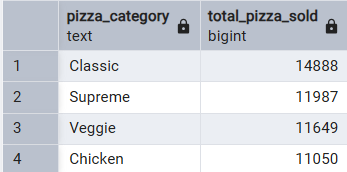 pizza_category total_pizza_sold
text bigint
1 Classic 14888
2 Supreme 11987
3 Veggie 11649
4 Chicken 11050